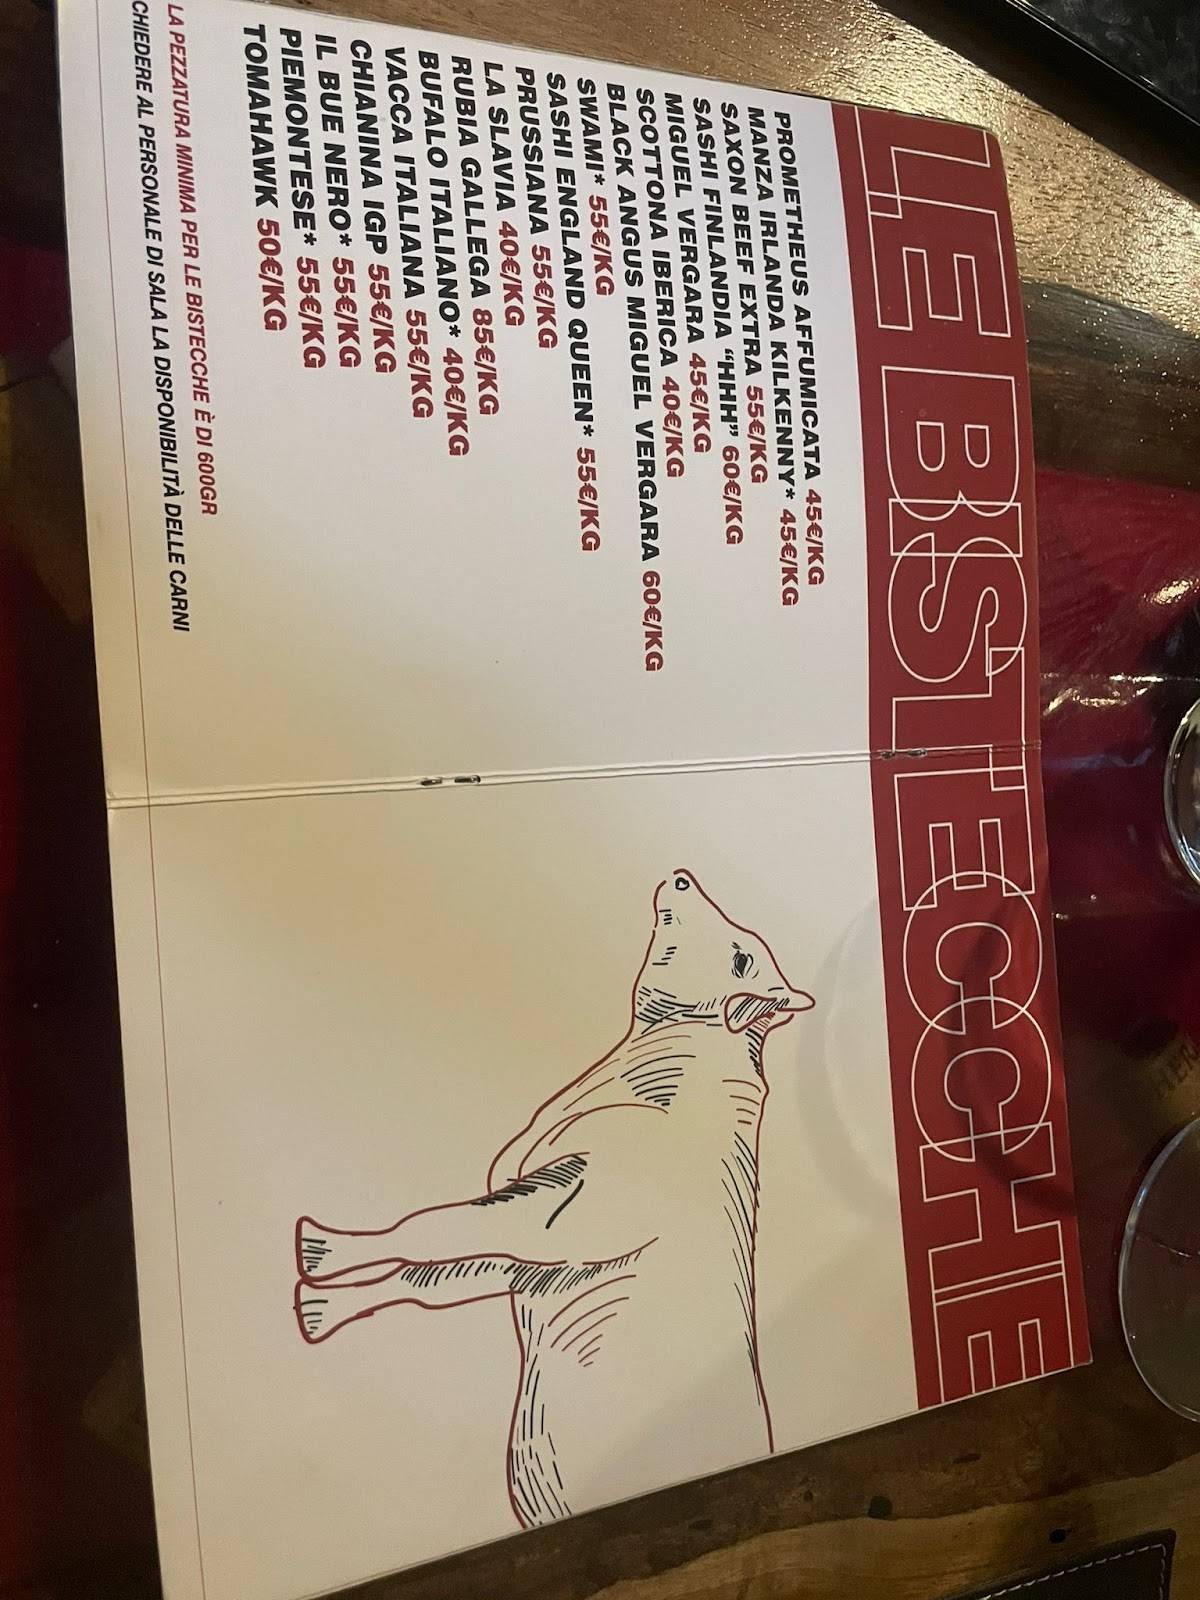 LE BISTECCHE
PROMETHEUS AFFUMICATA 45€/KG
MANZA IRLANDA KILKENNY* 45€/KG
SAXON BEEF EXTRA 55€/KG
SASHI FINLANDIA “HHH” 60€/KG
MIGUEL VERGARA 45€/KG
SCOTTONA IBERICA 40€/KG
BLACK ANGUS MIGUEL VERGARA 60€/KG
SWAMI* 55€/KG
SASHI ENGLAND QUEEN* 55€/KG
PRUSSIANA 55€/KG
LA SLAVIA 40€/KG
RUBIA GALLEGA 85€/KG
BUFALO ITALIANO* 40€/KG
VACCA ITALIANA 55€/KG
CHIANINA IGP 55€/KG
IL BUE NERO* 55€/KG
PIEMONTESE* 55€/KG
TOMAHAWK 50€/KG
LA PEZZATURA MINIMA PER LE BISTECCHE È DI 600GR
CHIEDERE AL PERSONALE DI SALA LA DISPONIBILITÀ DELLE CARNI